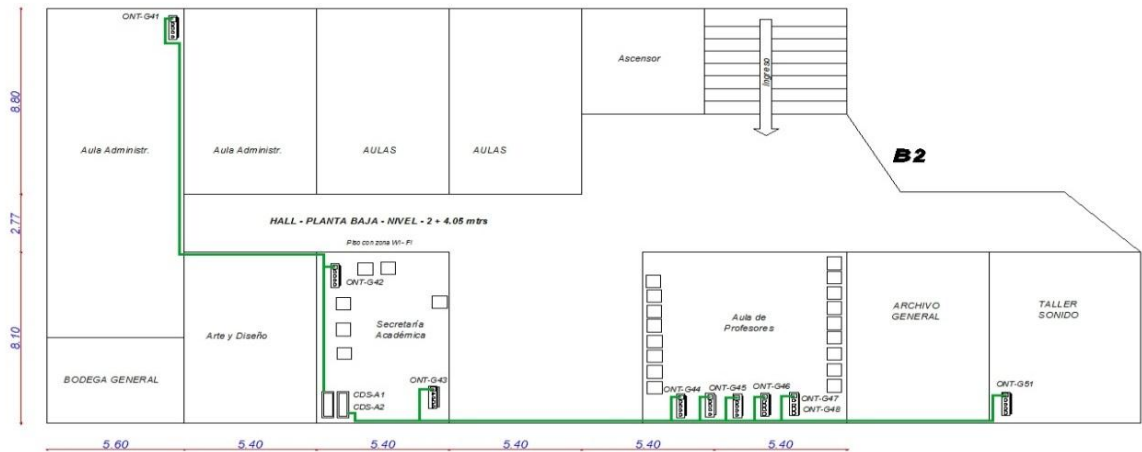 ONT-G41
Ascensor
Ingreso
8.80
Aula Administr.
Aula Administr.
AULAS
AULAS
B2
2.77
HALL - PLANTA BAJA - NIVEL - 2 + 4.05 mtrs
Piso con zona Wi-Fi
ONT-G42
8.10
Arte y Diseño
Secretaría
Académica
Aula de
Profesores
ARCHIVO
GENERAL
TALLER
SONIDO
BODEGA GENERAL
CDS-A1
CDS-A2
ONT-G43
ONT-G44
ONT-G45
ONT-G46
ONT-G47
ONT-G48
ONT-G51
5.60
5.40
5.40
5.40
5.40
5.40